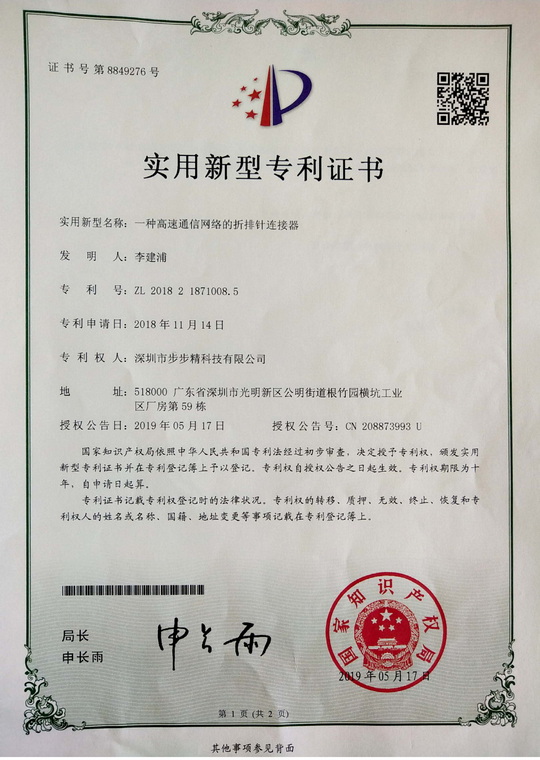 证书号第8849276号
实用新型专利证书
实用新型名称：一种高速通信网络的折排针连接器
发明人：李建浦
专利号：ZL 2018 2 1871008.5
专利申请日：2018年11月14日
专利权人：深圳市步步精科技有限公司
地址：518000 广东省深圳市光明新区公明街道根竹园横坑工业
区厂房第59栋
授权公告日：2019年05月17日 授权公告号：CN 208873993 U
国家知识产权局依照中华人民共和国专利法经过初步审查，决定授予专利权，颁发实用
新型专利证书并在专利登记簿上予以登记。专利权自授权公告之日起生效。专利权期限为十
年，自申请日起算。
专利证书记载专利权登记时的法律状况。专利权的转移、质押、无效、终止、恢复和专
利权人的姓名或名称、国籍、地址变更等事项记载在专利登记簿上。
局长
申长雨
申长雨
国家知识产权局
2019年05月17日
第 1 页 (共 2 页)
其他事项参见背面